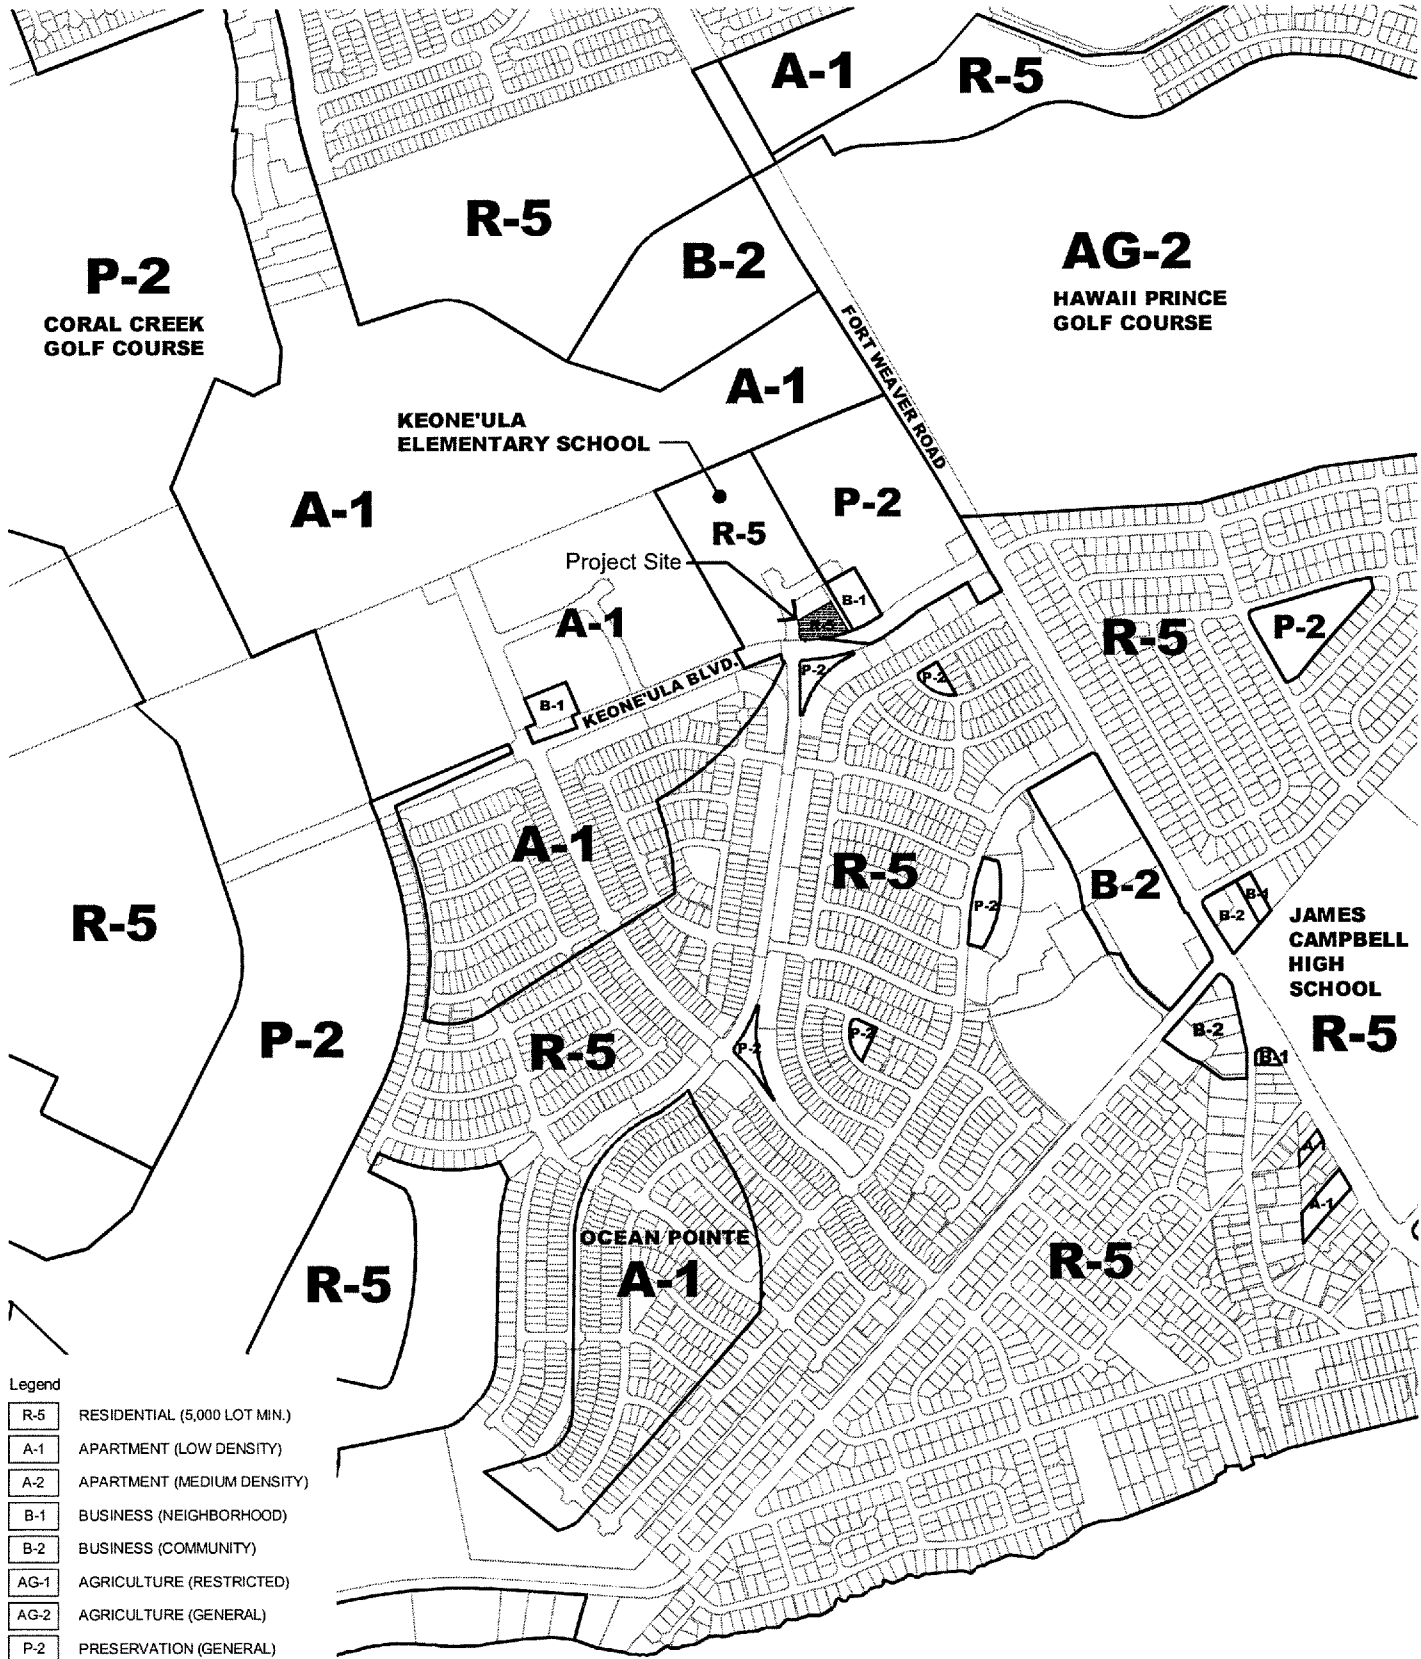 A-1
R-5
R-5
B-2
P-2
CORAL CREEK
GOLF COURSE
AG-2
HAWAII PRINCE
GOLF COURSE
FORT WEAVER ROAD
A-1
KEONE'ULA
ELEMENTARY SCHOOL
A-1
P-2
R-5
Project Site
B-1
R-5
A-1
R-5
P-2
KEONE'ULA BLVD.
P-2
P-2
B-1
A-1
R-5
B-2
P-2
B-2
B-1
R-5
JAMES
CAMPBELL
HIGH
SCHOOL
R-5
P-2
R-5
P-2
P-2
B-2
B-1
A-1
A-1
OCEAN POINTE
A-1
R-5
R-5
Legend
R-5 RESIDENTIAL (5,000 LOT MIN.)
A-1 APARTMENT (LOW DENSITY)
A-2 APARTMENT (MEDIUM DENSITY)
B-1 BUSINESS (NEIGHBORHOOD)
B-2 BUSINESS (COMMUNITY)
AG-1 AGRICULTURE (RESTRICTED)
AG-2 AGRICULTURE (GENERAL)
P-2 PRESERVATION (GENERAL)